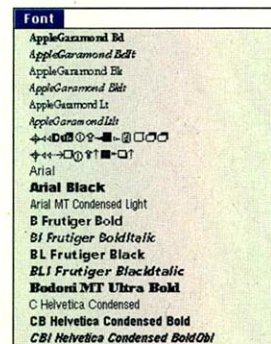 Font
AppleGaramond Bd
AppleGaramond BdIt
AppleGaramond Bk
AppleGaramond BkIt
AppleGaramond Lt
AppleGaramond LtIt
Arial
Arial Black
Arial MT Condensed Light
B Frutiger Bold
BI Frutiger BoldItalic
BL Frutiger Black
BLI Frutiger BlackItalic
Bodoni MT Ultra Bold
C Helvetica Condensed
CB Helvetica Condensed Bold
CBI Helvetica Condensed BoldObl